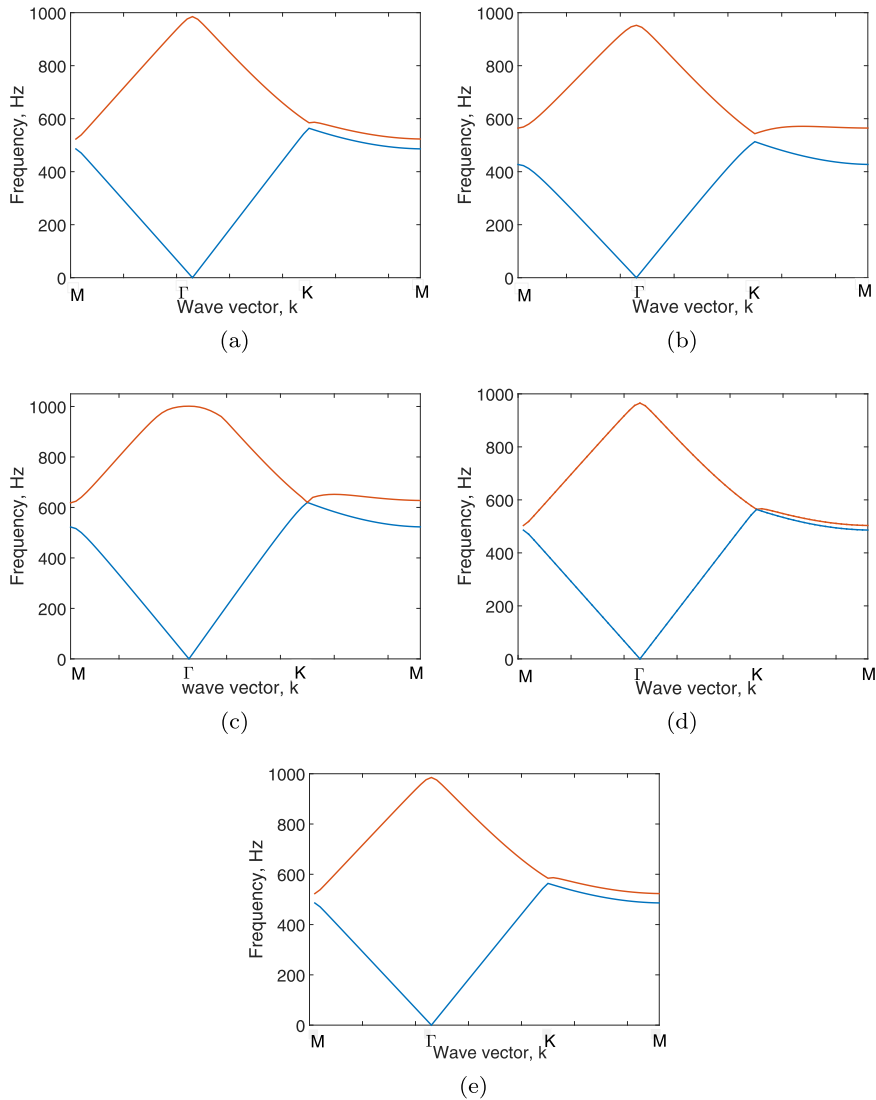 1000
800
600
400
200
0
Frequency, Hz
M Γ K M
Wave vector, k
(a)
1000
800
600
400
200
0
Frequency, Hz
M Γ K M
Wave vector, k
(b)
1000
800
600
400
200
0
Frequency, Hz
M Γ K M
wave vector, k
(c)
1000
800
600
400
200
0
Frequency, Hz
M Γ K M
Wave vector, k
(d)
1000
800
600
400
200
0
Frequency, Hz
M Γ K M
Wave vector, k
(e)